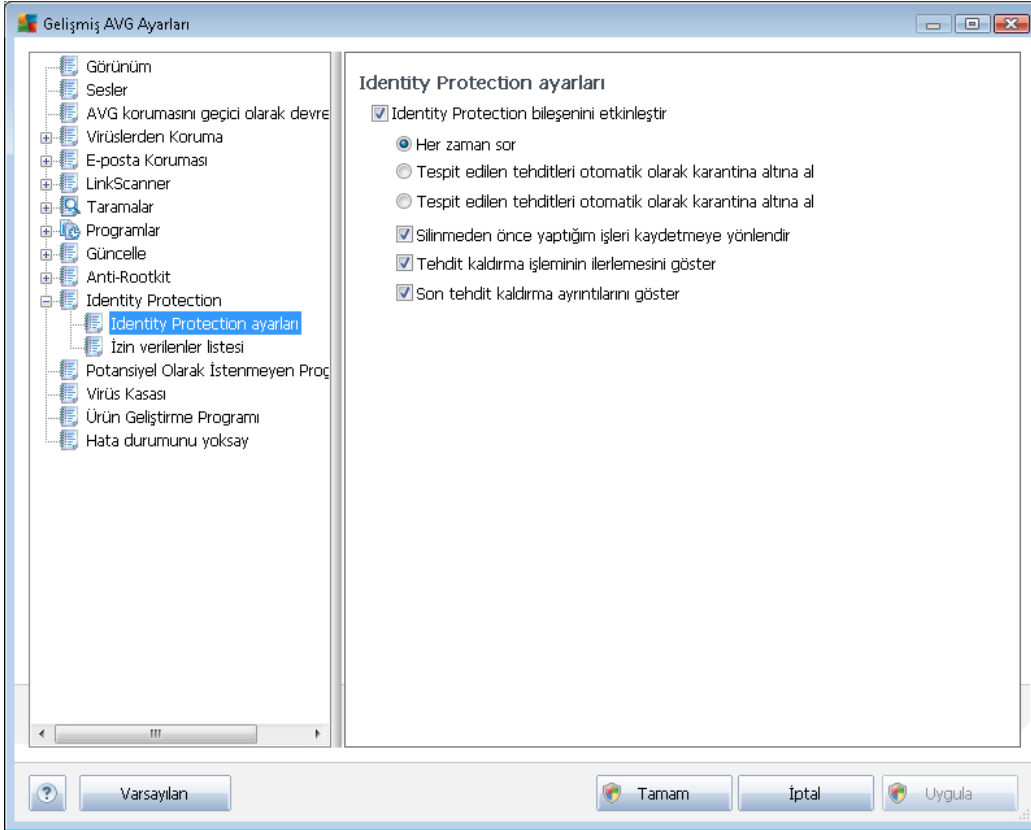 Gelişmiş AVG Ayarları
Görünüm
Sesler
AVG korumasını geçici olarak devre
Virüslerden Koruma
E-posta Koruması
LinkScanner
Taramalar
Programlar
Güncelle
Anti-Rootkit
Identity Protection
Identity Protection ayarları
İzin verilenler listesi
Potansiyel Olarak İstenmeyen Prog
Virüs Kasası
Ürün Geliştirme Programı
Hata durumunu yoksay
Identity Protection ayarları
Identity Protection bileşenini etkinleştir
Her zaman sor
Tespit edilen tehditleri otomatik olarak karantina altına al
Tespit edilen tehditleri otomatik olarak karantina altına al
Silinmeden önce yaptığım işleri kaydetmeye yönlendir
Tehdit kaldırma işleminin ilerlemesini göster
Son tehdit kaldırma ayrıntılarını göster
? Varsayılan Tamam İptal Uygula